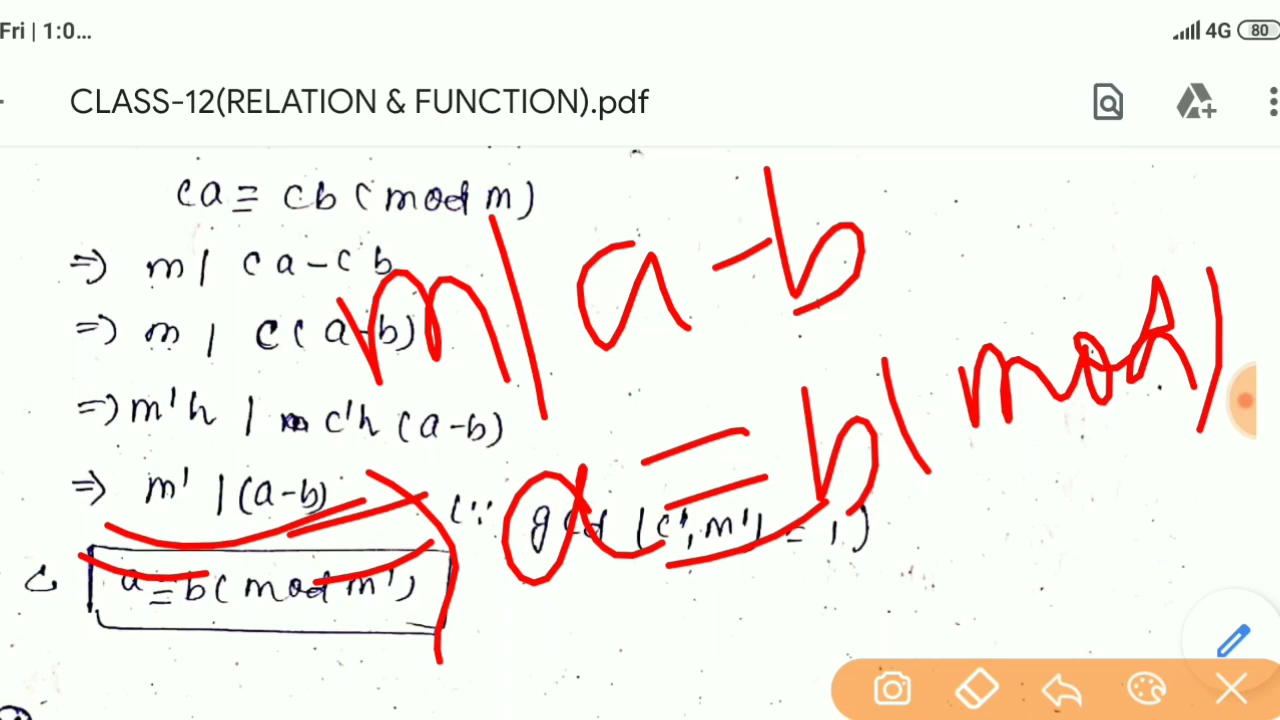 Fri | 1:0...
4G 80
CLASS-12(RELATION & FUNCTION).pdf
ca ≡ cb (mod m)
⇒ m | ca-cb
⇒ m | c(a-b)
⇒ m'h | c'h (a-b)
⇒ m' | (a-b) (∵ gcd (c', m') = 1)
a≡b(mod m')
m | a-b
a ≡ b (mod)